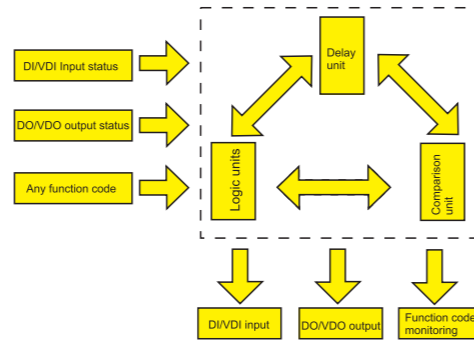 Delay
unit
DI/VDI Input status
DO/VDO output status
Any function code
Logic units
Comparison
unit
DI/VDI input
DO/VDO output
Function code
monitoring